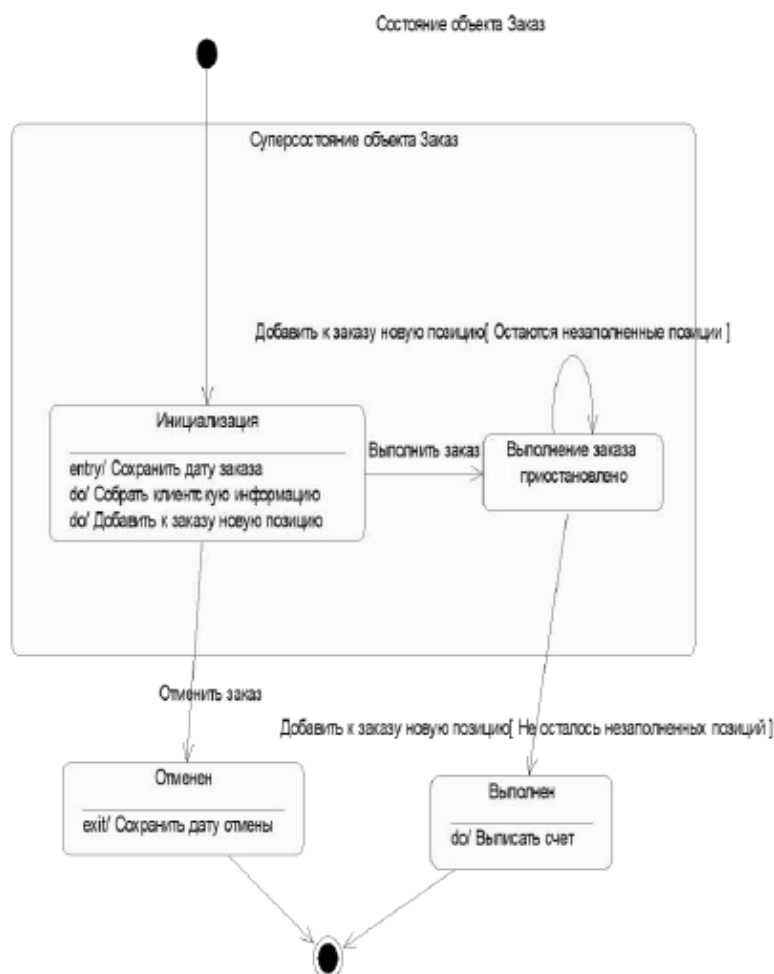 Состояние объекта Заказ
Суперсостояние объекта Заказ
Добавить к заказу новую позицию[ Остаются незаполненные позиции ]
Инициализация
entry/ Сохранить дату заказа
do/ Собрать клиентскую информацию
do/ Добавить к заказу новую позицию
Выполнить заказ
Выполнение заказа
приостановлено
Отменить заказ
Добавить к заказу новую позицию[ Не осталось незаполненных позиций ]
Отменен
exit/ Сохранить дату отмены
Выполнен
do/ Выписать счет